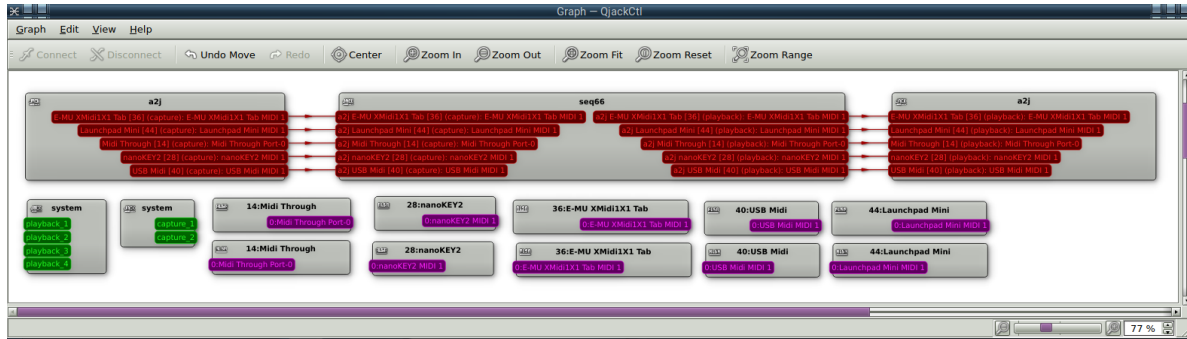 Graph — QjackCtl
Graph Edit View Help
Connect Disconnect Undo Move Redo Center Zoom In Zoom Out Zoom Fit Zoom Reset Zoom Range
a2j
E-MU XMidi1X1 Tab [36] (capture): E-MU XMidi1X1 Tab MIDI 1
Launchpad Mini [44] (capture): Launchpad Mini MIDI 1
Midi Through [14] (capture): Midi Through Port-0
nanoKEY2 [28] (capture): nanoKEY2 MIDI 1
USB Midi [40] (capture): USB Midi MIDI 1
seq66
a2j E-MU XMidi1X1 Tab [36] (capture): E-MU XMidi1X1 Tab MIDI 1
a2j Launchpad Mini [44] (capture): Launchpad Mini MIDI 1
a2j Midi Through [14] (capture): Midi Through Port-0
a2j nanoKEY2 [28] (capture): nanoKEY2 MIDI 1
a2j USB Midi [40] (capture): USB Midi MIDI 1
a2j E-MU XMidi1X1 Tab [36] (playback): E-MU XMidi1X1 Tab MIDI 1
a2j Launchpad Mini [44] (playback): Launchpad Mini MIDI 1
a2j Midi Through [14] (playback): Midi Through Port-0
a2j nanoKEY2 [28] (playback): nanoKEY2 MIDI 1
a2j USB Midi [40] (playback): USB Midi MIDI 1
a2j
E-MU XMidi1X1 Tab [36] (playback): E-MU XMidi1X1 Tab MIDI 1
Launchpad Mini [44] (playback): Launchpad Mini MIDI 1
Midi Through [14] (playback): Midi Through Port-0
nanoKEY2 [28] (playback): nanoKEY2 MIDI 1
USB Midi [40] (playback): USB Midi MIDI 1
system
playback_1
playback_2
playback_3
playback_4
system
capture_1
capture_2
14:Midi Through
0:Midi Through Port-0
28:nanoKEY2
0:nanoKEY2 MIDI 1
36:E-MU XMidi1X1 Tab
0:E-MU XMidi1X1 Tab MIDI 1
40:USB Midi
0:USB Midi MIDI 1
44:Launchpad Mini
0:Launchpad Mini MIDI 1
14:Midi Through
0:Midi Through Port-0
28:nanoKEY2
0:nanoKEY2 MIDI 1
36:E-MU XMidi1X1 Tab
0:E-MU XMidi1X1 Tab MIDI 1
40:USB Midi
0:USB Midi MIDI 1
44:Launchpad Mini
0:Launchpad Mini MIDI 1
77 %